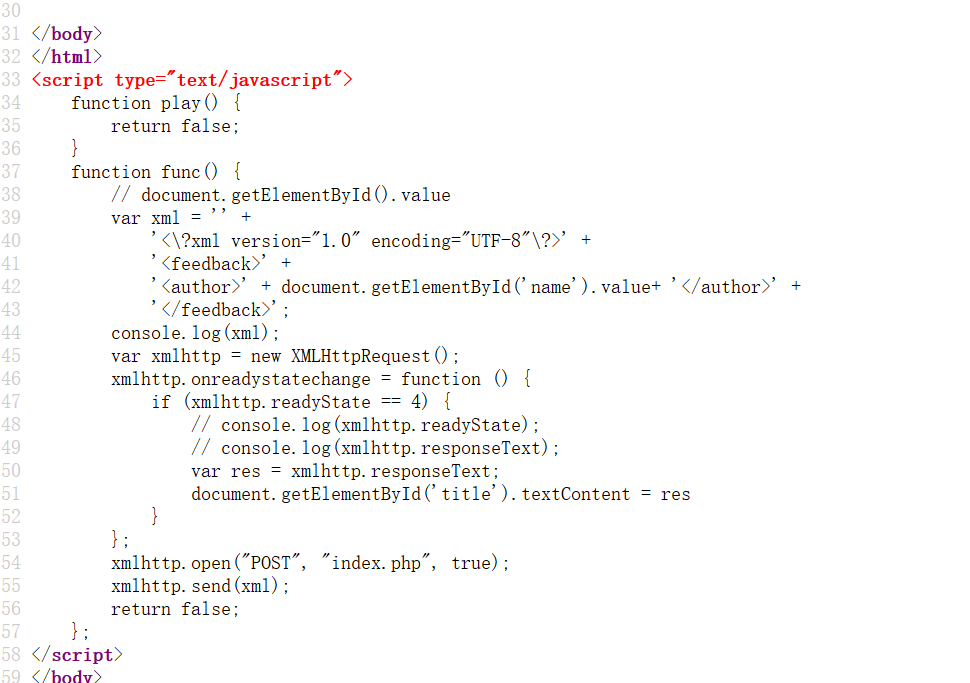 30
31 </body>
32 </html>
33 <script type="text/javascript">
34     function play() {
35         return false;
36     }
37     function func() {
38         // document.getElementById().value
39         var xml = '' +
40             '<\?xml version="1.0" encoding="UTF-8"\?>' +
41             '<feedback>' +
42             '<author>' + document.getElementById('name').value+ '</author>' +
43             '</feedback>';
44         console.log(xml);
45         var xmlhttp = new XMLHttpRequest();
46         xmlhttp.onreadystatechange = function () {
47             if (xmlhttp.readyState == 4) {
48                 // console.log(xmlhttp.readyState);
49                 // console.log(xmlhttp.responseText);
50                 var res = xmlhttp.responseText;
51                 document.getElementById('title').textContent = res
52             }
53         };
54         xmlhttp.open("POST", "index.php", true);
55         xmlhttp.send(xml);
56         return false;
57     };
58 </script>
59 </body>